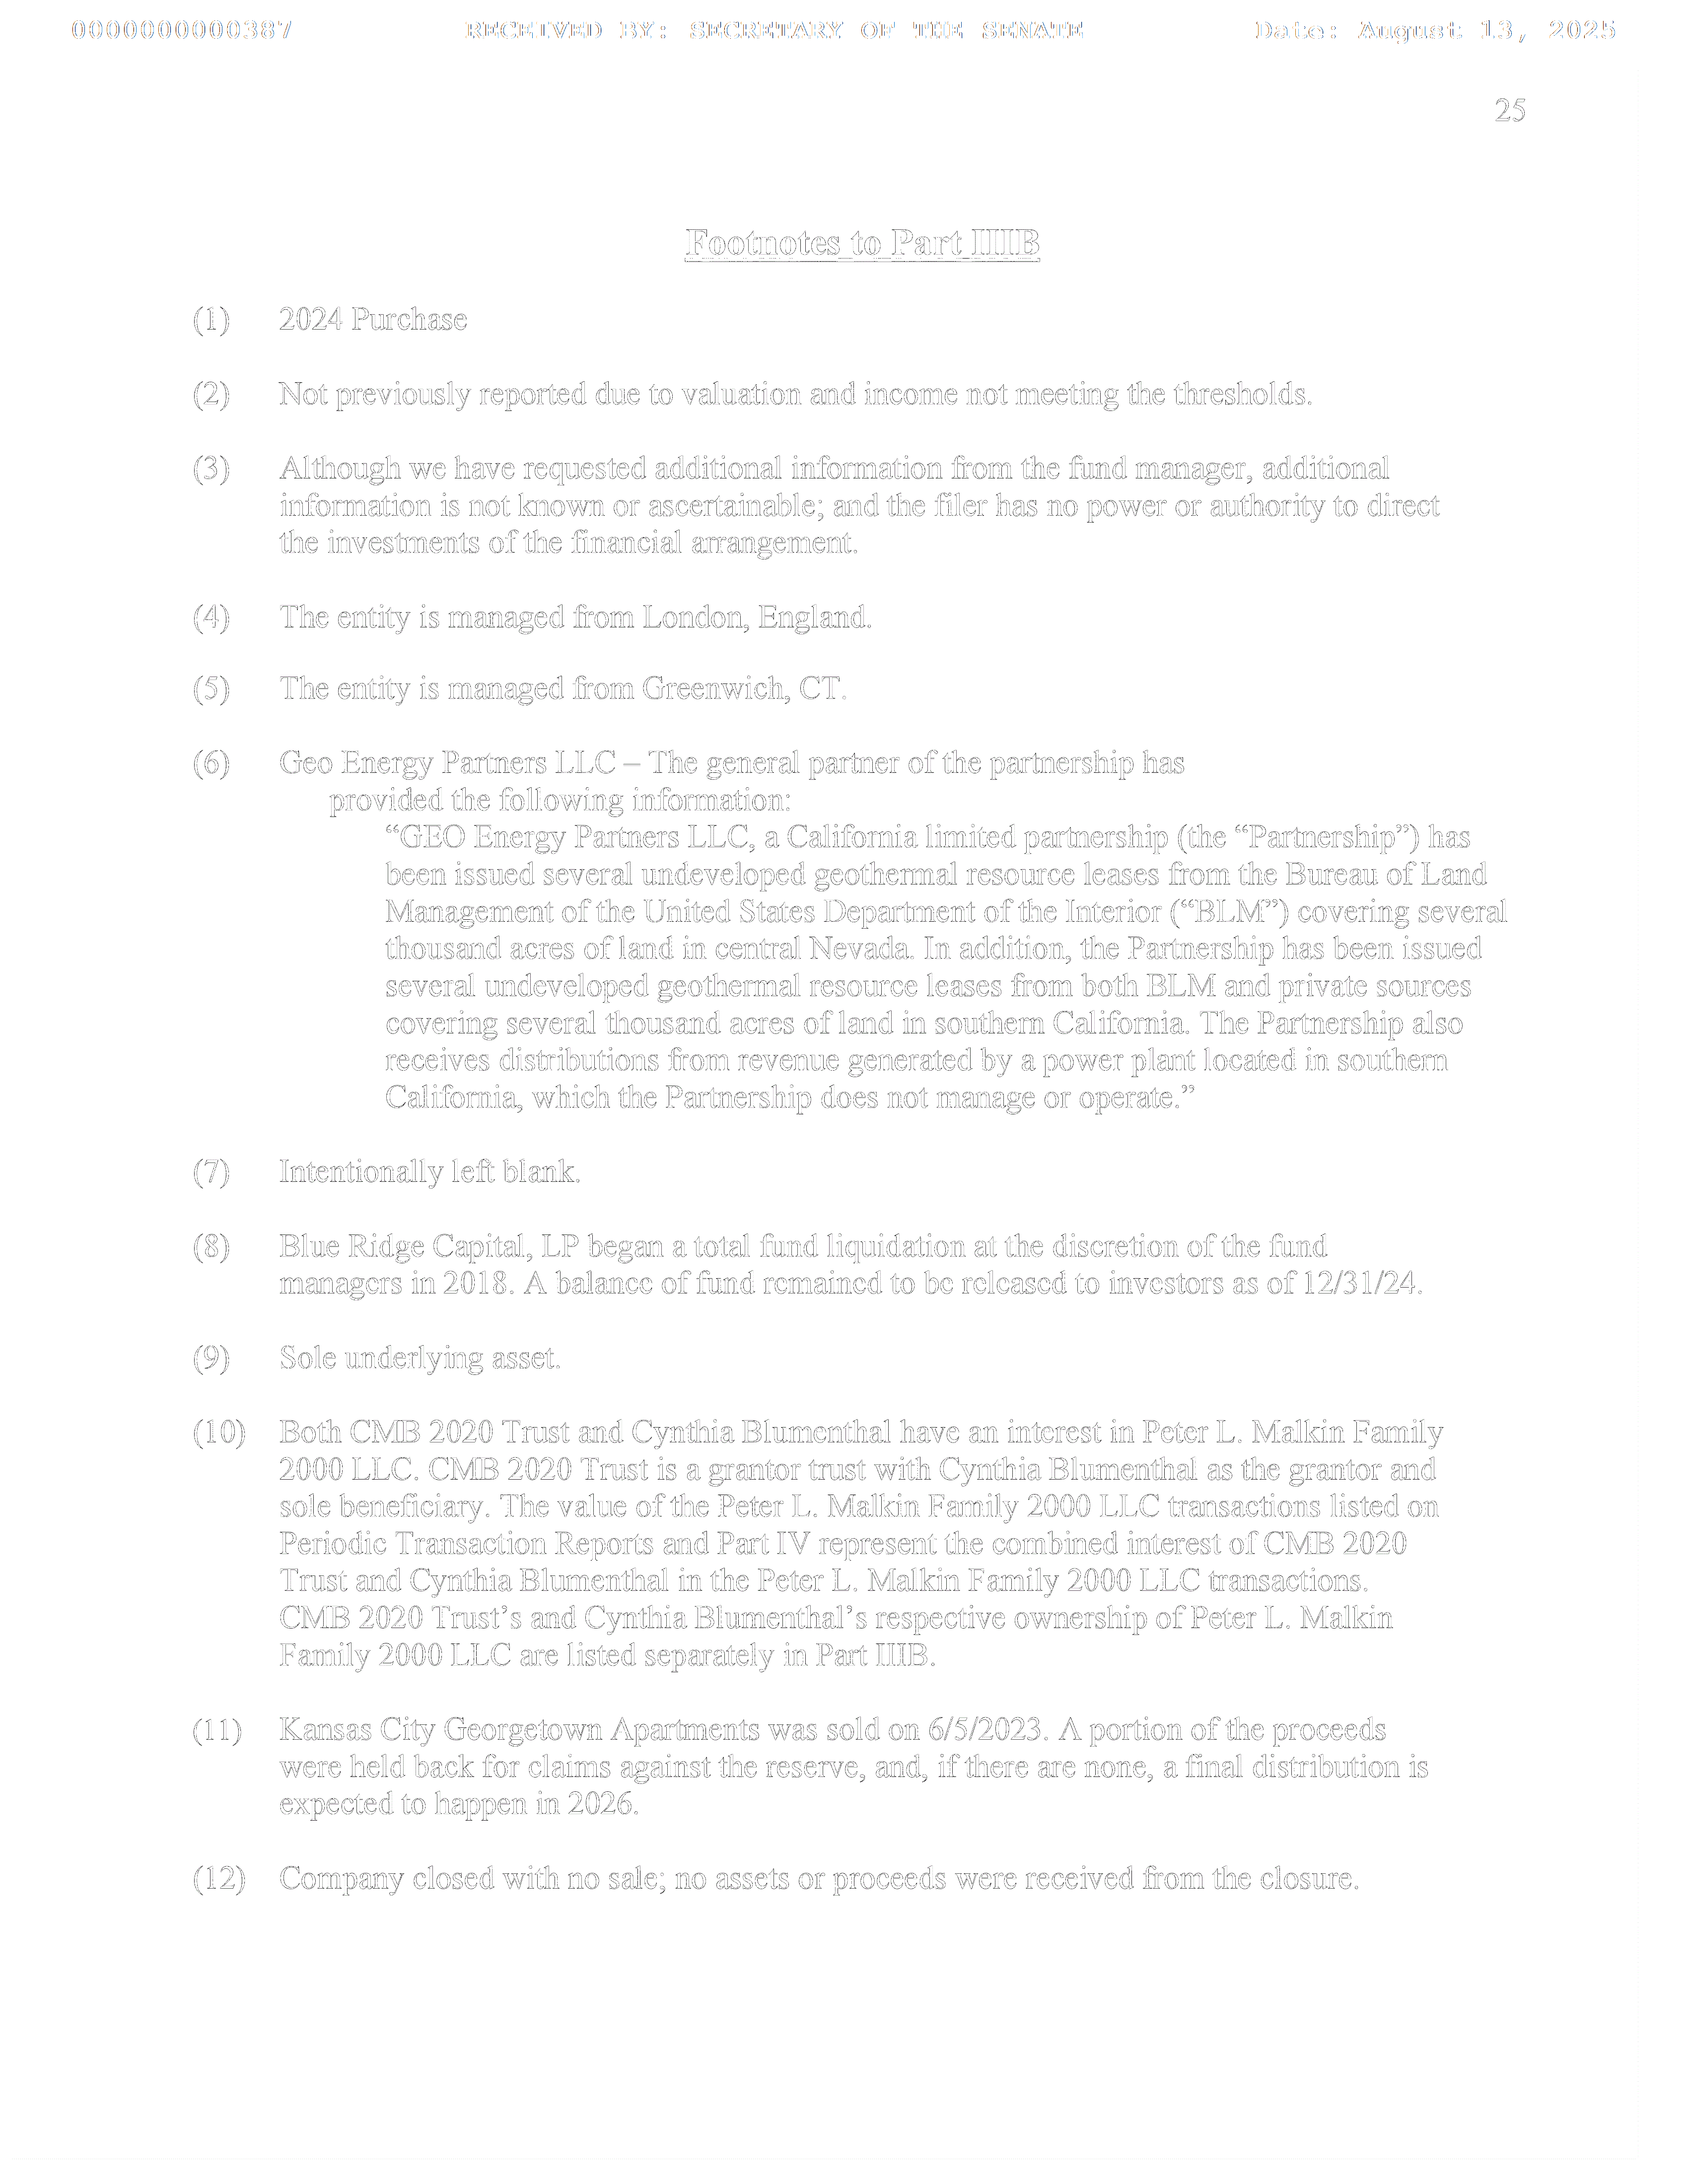 0000000000387 RECEIVED BY: SECRETARY OF THE SENATE Date: August 13, 2025
25
Footnotes to Part IIIB
(1) 2024 Purchase
(2) Not previously reported due to valuation and income not meeting the thresholds.
(3) Although we have requested additional information from the fund manager, additional
information is not known or ascertainable; and the filer has no power or authority to direct
the investments of the financial arrangement.
(4) The entity is managed from London, England.
(5) The entity is managed from Greenwich, CT.
(6) Geo Energy Partners LLC – The general partner of the partnership has
provided the following information:
“GEO Energy Partners LLC, a California limited partnership (the “Partnership”) has
been issued several undeveloped geothermal resource leases from the Bureau of Land
Management of the United States Department of the Interior (“BLM”) covering several
thousand acres of land in central Nevada. In addition, the Partnership has been issued
several undeveloped geothermal resource leases from both BLM and private sources
covering several thousand acres of land in southern California. The Partnership also
receives distributions from revenue generated by a power plant located in southern
California, which the Partnership does not manage or operate.”
(7) Intentionally left blank.
(8) Blue Ridge Capital, LP began a total fund liquidation at the discretion of the fund
managers in 2018. A balance of fund remained to be released to investors as of 12/31/24.
(9) Sole underlying asset.
(10) Both CMB 2020 Trust and Cynthia Blumenthal have an interest in Peter L. Malkin Family
2000 LLC. CMB 2020 Trust is a grantor trust with Cynthia Blumenthal as the grantor and
sole beneficiary. The value of the Peter L. Malkin Family 2000 LLC transactions listed on
Periodic Transaction Reports and Part IV represent the combined interest of CMB 2020
Trust and Cynthia Blumenthal in the Peter L. Malkin Family 2000 LLC transactions.
CMB 2020 Trust’s and Cynthia Blumenthal’s respective ownership of Peter L. Malkin
Family 2000 LLC are listed separately in Part IIIB.
(11) Kansas City Georgetown Apartments was sold on 6/5/2023. A portion of the proceeds
were held back for claims against the reserve, and, if there are none, a final distribution is
expected to happen in 2026.
(12) Company closed with no sale; no assets or proceeds were received from the closure.